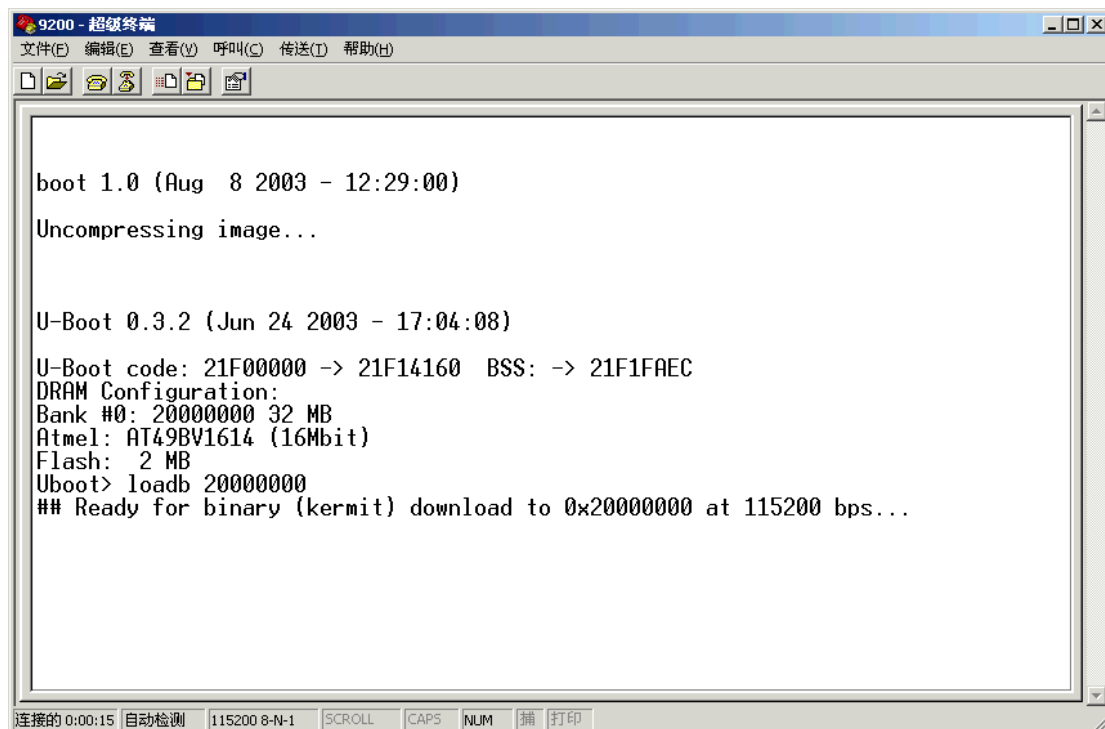 9200 - 超级终端
文件(F) 编辑(E) 查看(V) 呼叫(C) 传送(T) 帮助(H)
boot 1.0 (Aug  8 2003 - 12:29:00)
Uncompressing image...
U-Boot 0.3.2 (Jun 24 2003 - 17:04:08)
U-Boot code: 21F00000 -> 21F14160  BSS: -> 21F1FAEC
DRAM Configuration:
Bank #0: 20000000 32 MB
Atmel: AT49BV1614 (16Mbit)
Flash:  2 MB
Uboot> loadb 20000000
## Ready for binary (kermit) download to 0x20000000 at 115200 bps...
连接的 0:00:15 自动检测 115200 8-N-1 SCROLL CAPS NUM 捕 打印